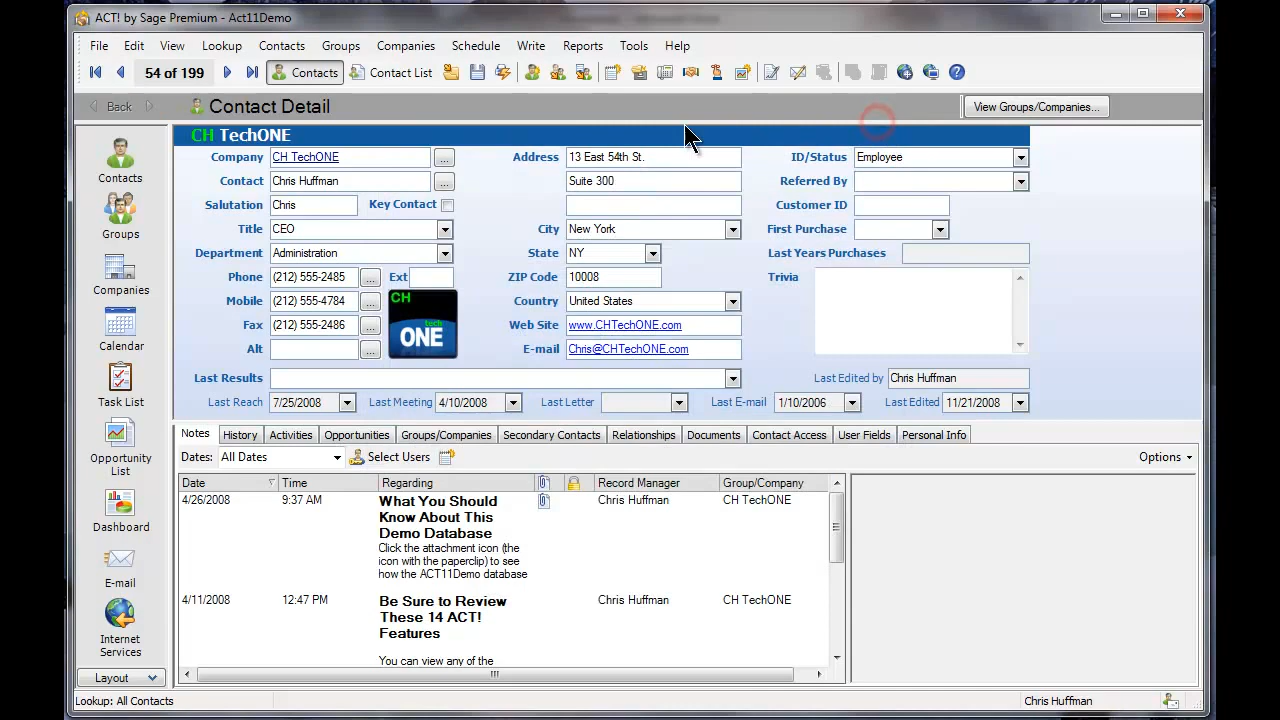 ACT! by Sage Premium - Act11Demo
File Edit View Lookup Contacts Groups Companies Schedule Write Reports Tools Help
54 of 199 Contacts Contact List
Back Contact Detail View Groups/Companies...
Contacts
Groups
Companies
Calendar
Task List
Opportunity
List
Dashboard
E-mail
Internet
Services
Layout
CH TechONE
Company CH TechONE ... Address 13 East 54th St. ID/Status Employee
Contact Chris Huffman ... Suite 300 Referred By
Salutation Chris Key Contact Customer ID
Title CEO City New York First Purchase
Department Administration State NY Last Years Purchases
Phone (212) 555-2485 ... Ext ZIP Code 10008 Trivia
Mobile (212) 555-4784 ... Country United States
CH
tech
ONE
Fax (212) 555-2486 ... Web Site www.CHTechONE.com
Alt ... E-mail Chris@CHTechONE.com
Last Results Last Edited by Chris Huffman
Last Reach 7/25/2008 Last Meeting 4/10/2008 Last Letter Last E-mail 1/10/2006 Last Edited 11/21/2008
Notes History Activities Opportunities Groups/Companies Secondary Contacts Relationships Documents Contact Access User Fields Personal Info
Dates: All Dates Select Users Options
Date Time Regarding Record Manager Group/Company
4/26/2008 9:37 AM What You Should Chris Huffman CH TechONE
Know About This
Demo Database
Click the attachment icon (the
icon with the paperclip) to see
how the ACT11Demo database
4/11/2008 12:47 PM Be Sure to Review Chris Huffman CH TechONE
These 14 ACT!
Features
You can view any of the
Lookup: All Contacts Chris Huffman